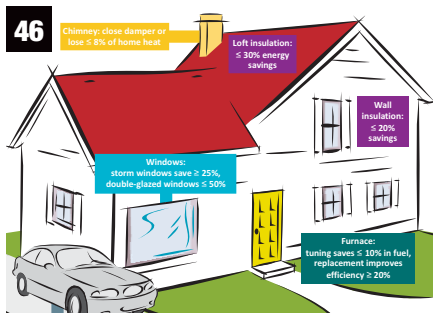 46
Chimney: close damper or
lose ≤ 8% of home heat
Loft insulation:
≤ 30% energy
savings
Wall
insulation:
≤ 20%
savings
Windows:
storm windows save ≥ 25%,
double-glazed windows ≤ 50%
Furnace:
tuning saves ≤ 10% in fuel,
replacement improves
efficiency ≥ 20%